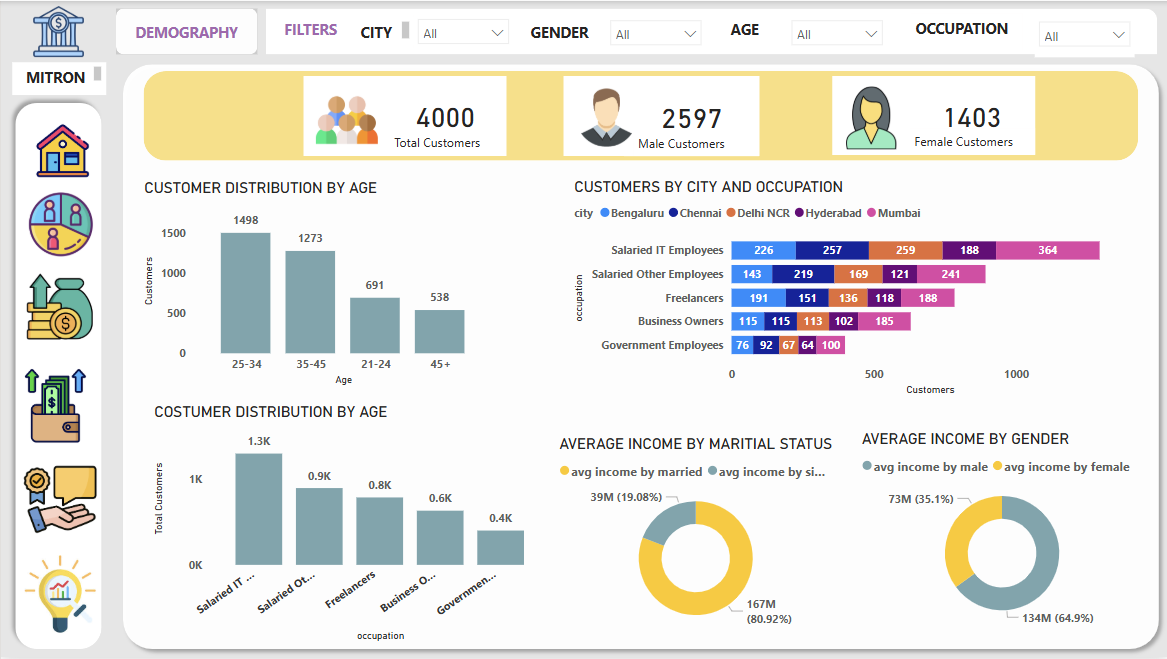 DEMOGRAPHY
FILTERS
CITY
All
GENDER
All
AGE
All
OCCUPATION
All
MITRON
4000
Total Customers
2597
Male Customers
1403
Female Customers
CUSTOMER DISTRIBUTION BY AGE
Customers
1500
1000
500
0
1498
1273
691
538
25-34
35-45
21-24
45+
Age
CUSTOMERS BY CITY AND OCCUPATION
city Bengaluru Chennai Delhi NCR Hyderabad Mumbai
occupation
Salaried IT Employees 226 257 259 188 364
Salaried Other Employees 143 219 169 121 241
Freelancers 191 151 136 118 188
Business Owners 115 115 113 102 185
Government Employees 76 92 67 64 100
0 500 1000
Customers
COSTUMER DISTRIBUTION BY AGE
Total Customers
1K
0K
1.3K
0.9K
0.8K
0.6K
0.4K
Salaried IT ...
Salaried Ot...
Freelancers
Business O...
Governmen...
occupation
AVERAGE INCOME BY MARITIAL STATUS
avg income by married avg income by si...
39M (19.08%)
167M
(80.92%)
AVERAGE INCOME BY GENDER
avg income by male avg income by female
73M (35.1%)
134M (64.9%)